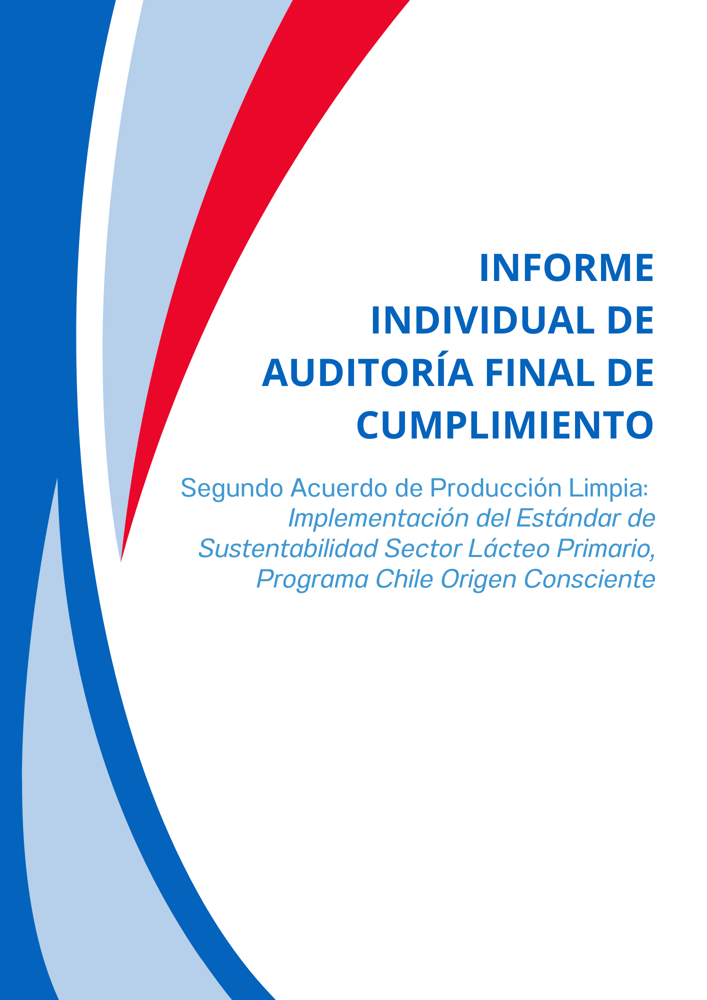 INFORME
INDIVIDUAL DE
AUDITORÍA FINAL DE
CUMPLIMIENTO
Segundo Acuerdo de Producción Limpia:
Implementación del Estándar de
Sustentabilidad Sector Lácteo Primario,
Programa Chile Origen Consciente